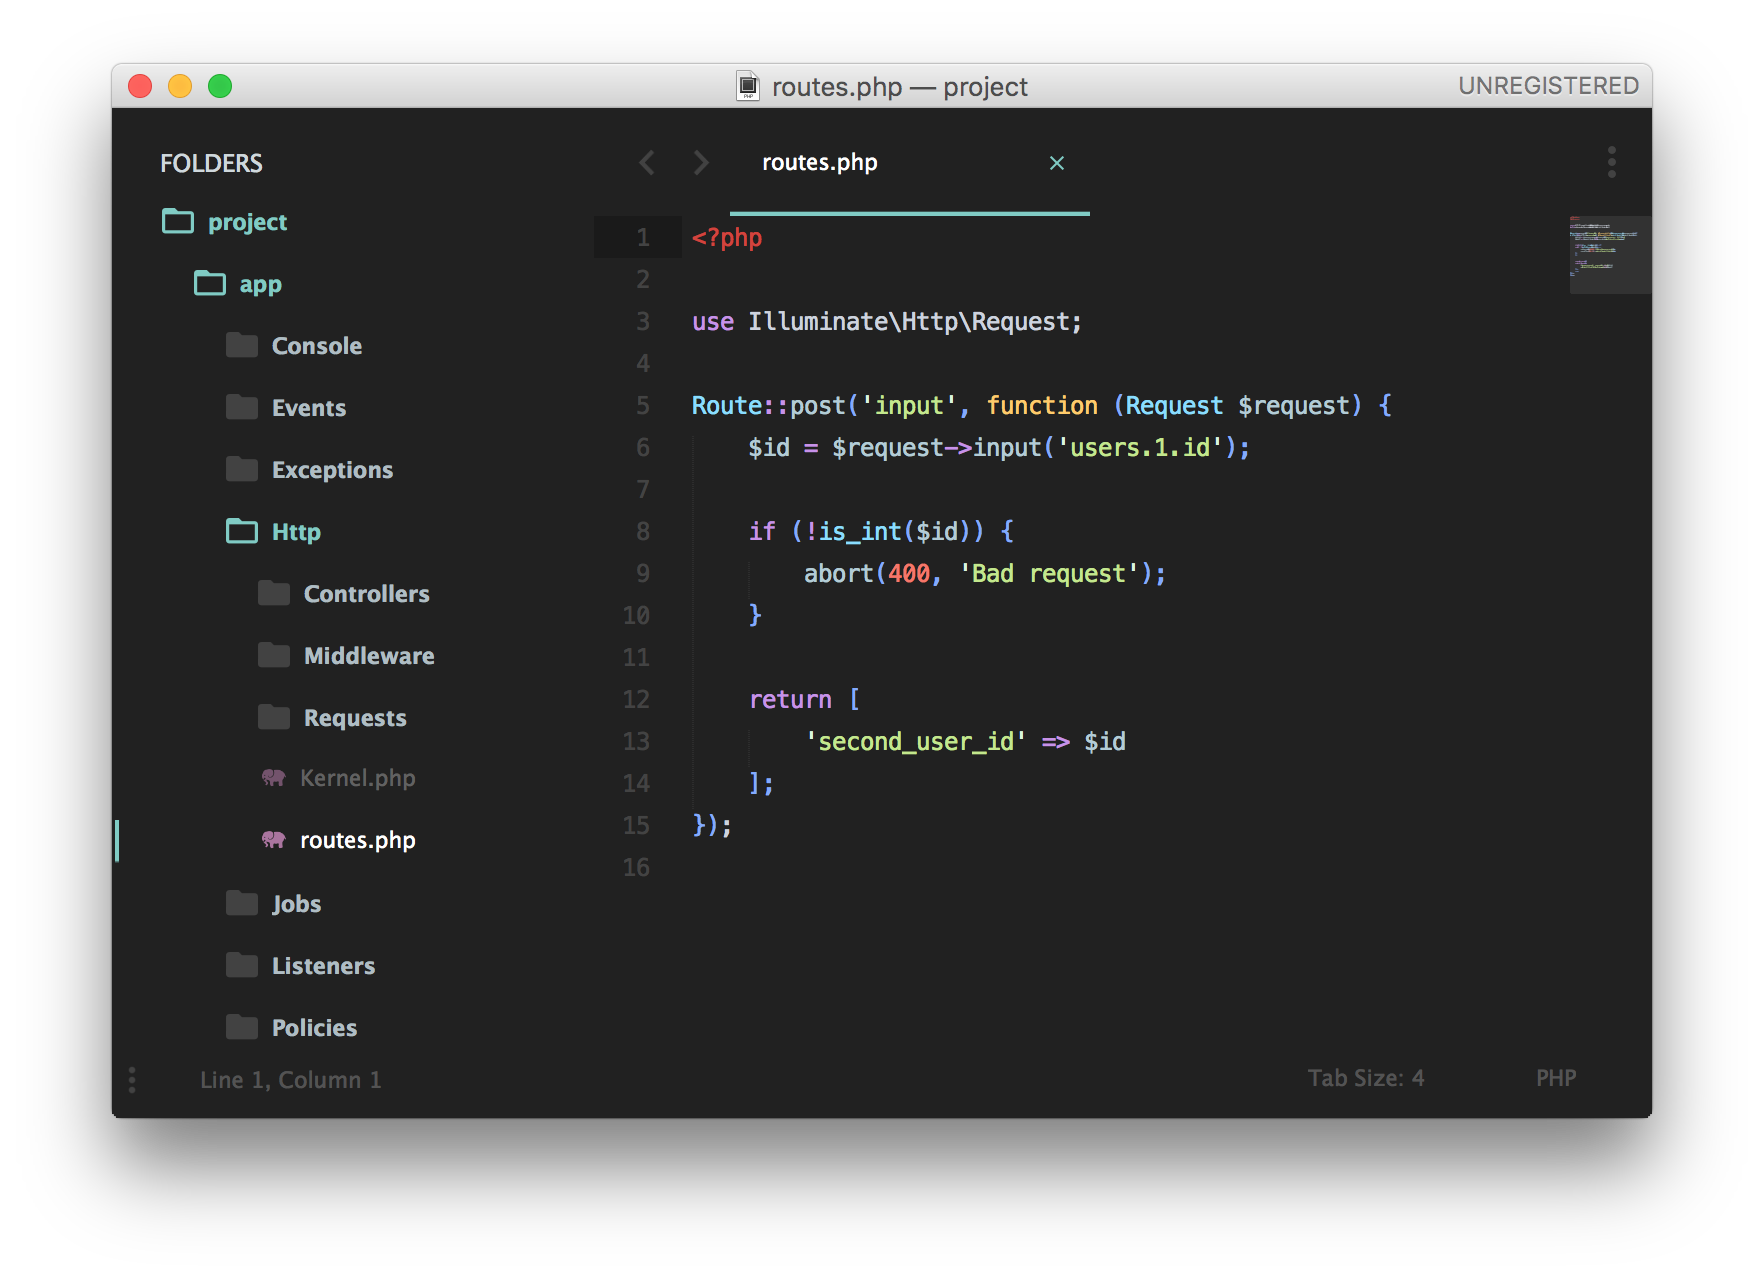 routes.php — project
UNREGISTERED
FOLDERS
project
app
Console
Events
Exceptions
Http
Controllers
Middleware
Requests
Kernel.php
routes.php
Jobs
Listeners
Policies
routes.php ×
1 <?php
2
3 use Illuminate\Http\Request;
4
5 Route::post('input', function (Request $request) {
6     $id = $request->input('users.1.id');
7
8     if (!is_int($id)) {
9         abort(400, 'Bad request');
10     }
11
12     return [
13         'second_user_id' => $id
14     ];
15 });
16
Line 1, Column 1
Tab Size: 4
PHP